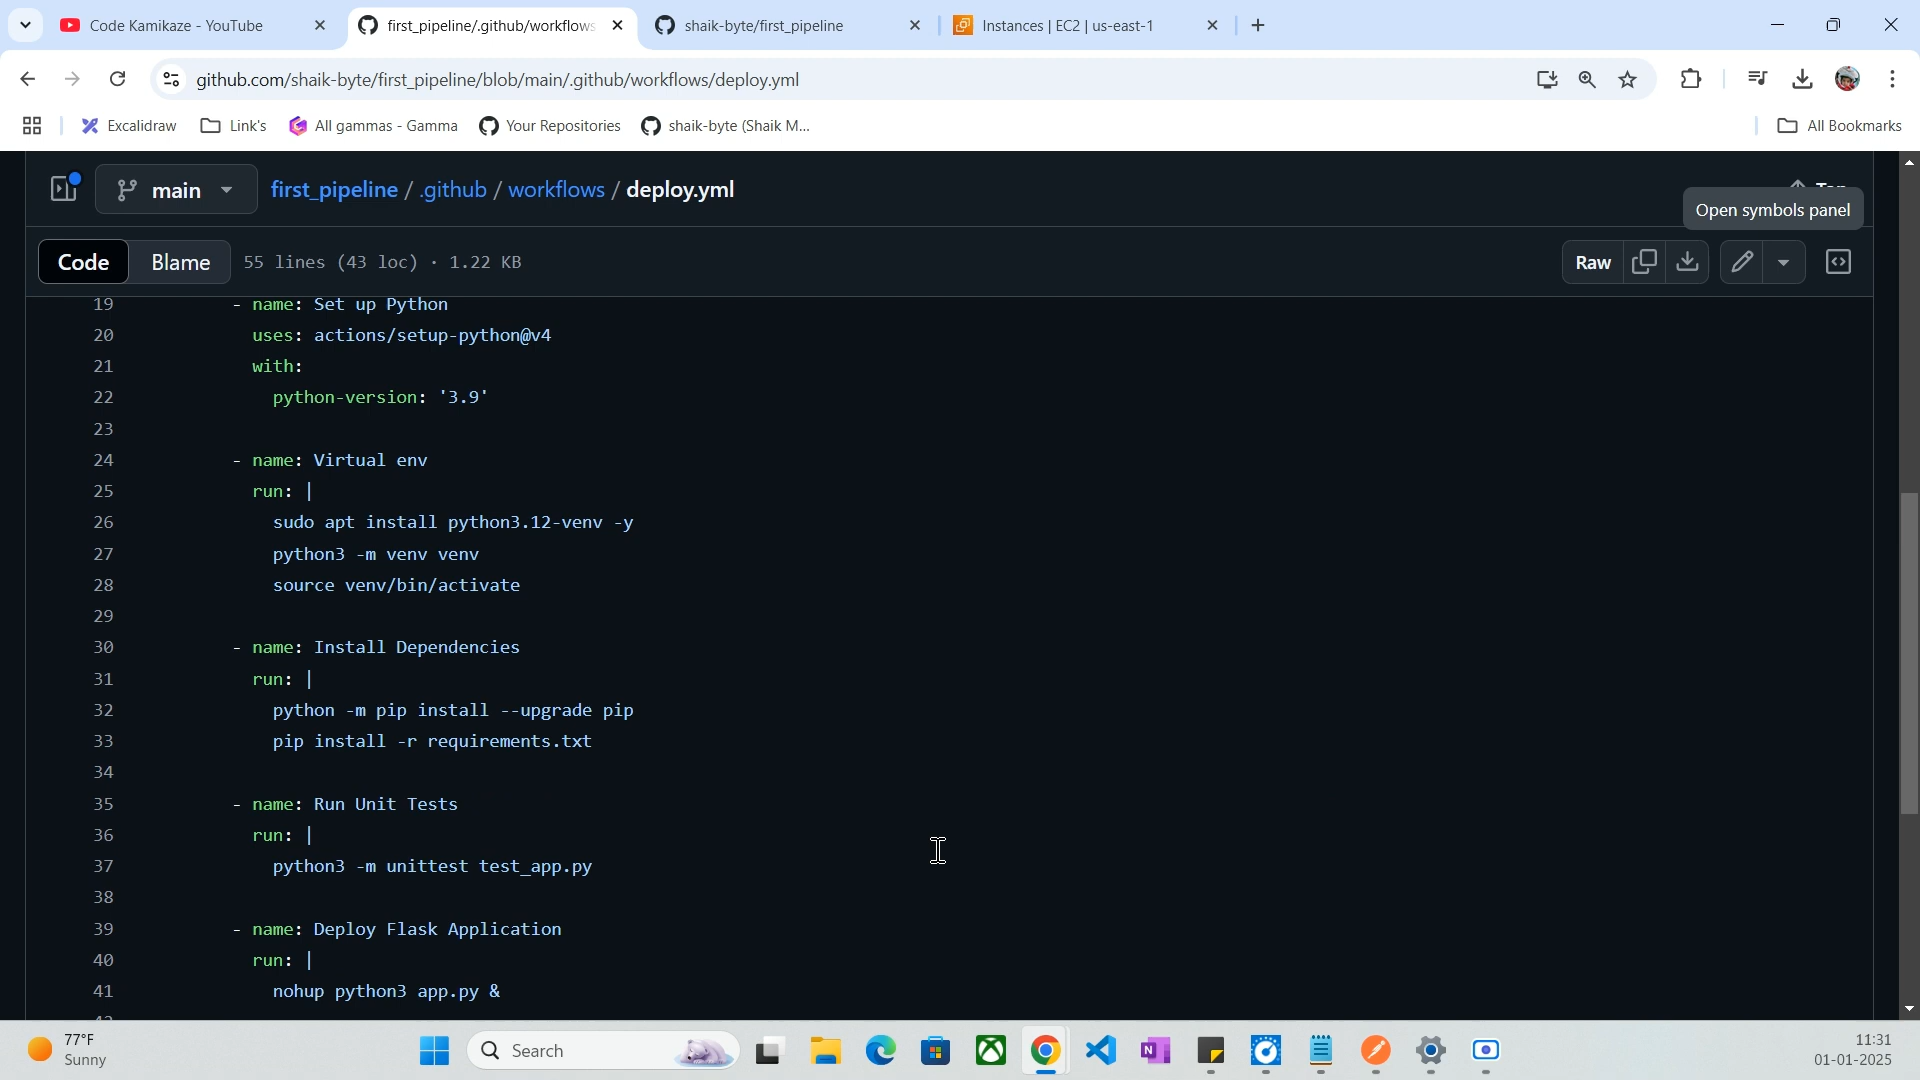 Code Kamikaze - YouTube
first_pipeline/.github/workflows
shaik-byte/first_pipeline
Instances | EC2 | us-east-1
github.com/shaik-byte/first_pipeline/blob/main/.github/workflows/deploy.yml
Excalidraw
Link's
All gammas - Gamma
Your Repositories
shaik-byte (Shaik M...
All Bookmarks
main
first_pipeline / .github / workflows / deploy.yml
Open symbols panel
Code
Blame
55 lines (43 loc) · 1.22 KB
Raw
19 - name: Set up Python
20 uses: actions/setup-python@v4
21 with:
22 python-version: '3.9'
23
24 - name: Virtual env
25 run: |
26 sudo apt install python3.12-venv -y
27 python3 -m venv venv
28 source venv/bin/activate
29
30 - name: Install Dependencies
31 run: |
32 python -m pip install --upgrade pip
33 pip install -r requirements.txt
34
35 - name: Run Unit Tests
36 run: |
37 python3 -m unittest test_app.py
38
39 - name: Deploy Flask Application
40 run: |
41 nohup python3 app.py &
77°F
Sunny
Search
11:31
01-01-2025